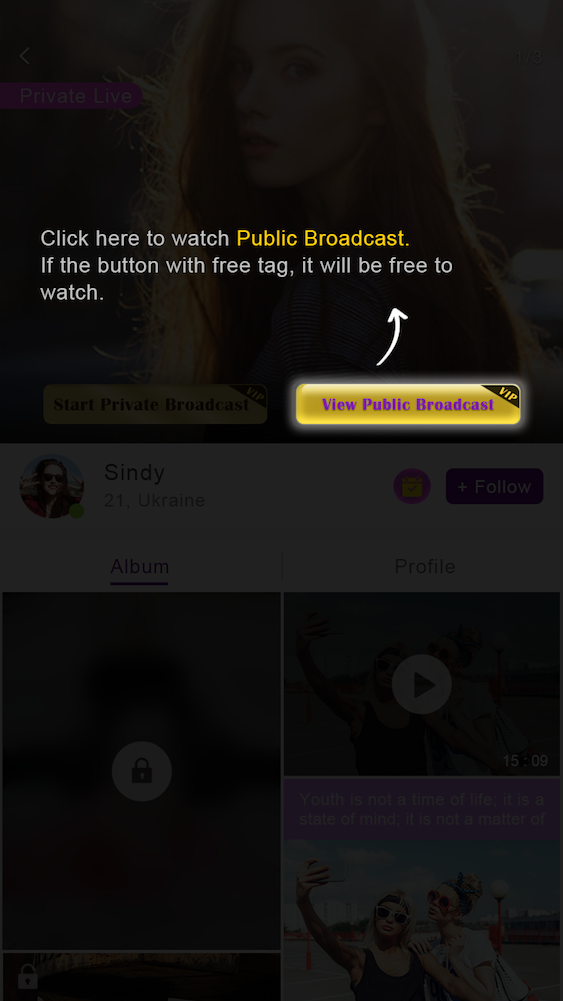 1/3
Private Live
Click here to watch Public Broadcast.
If the button with free tag, it will be free to
watch.
Start Private Broadcast
VIP
View Public Broadcast
VIP
Sindy
21, Ukraine
+ Follow
Album
Profile
15:09
Youth is not a time of life; it is a
state of mind; it is not a matter of